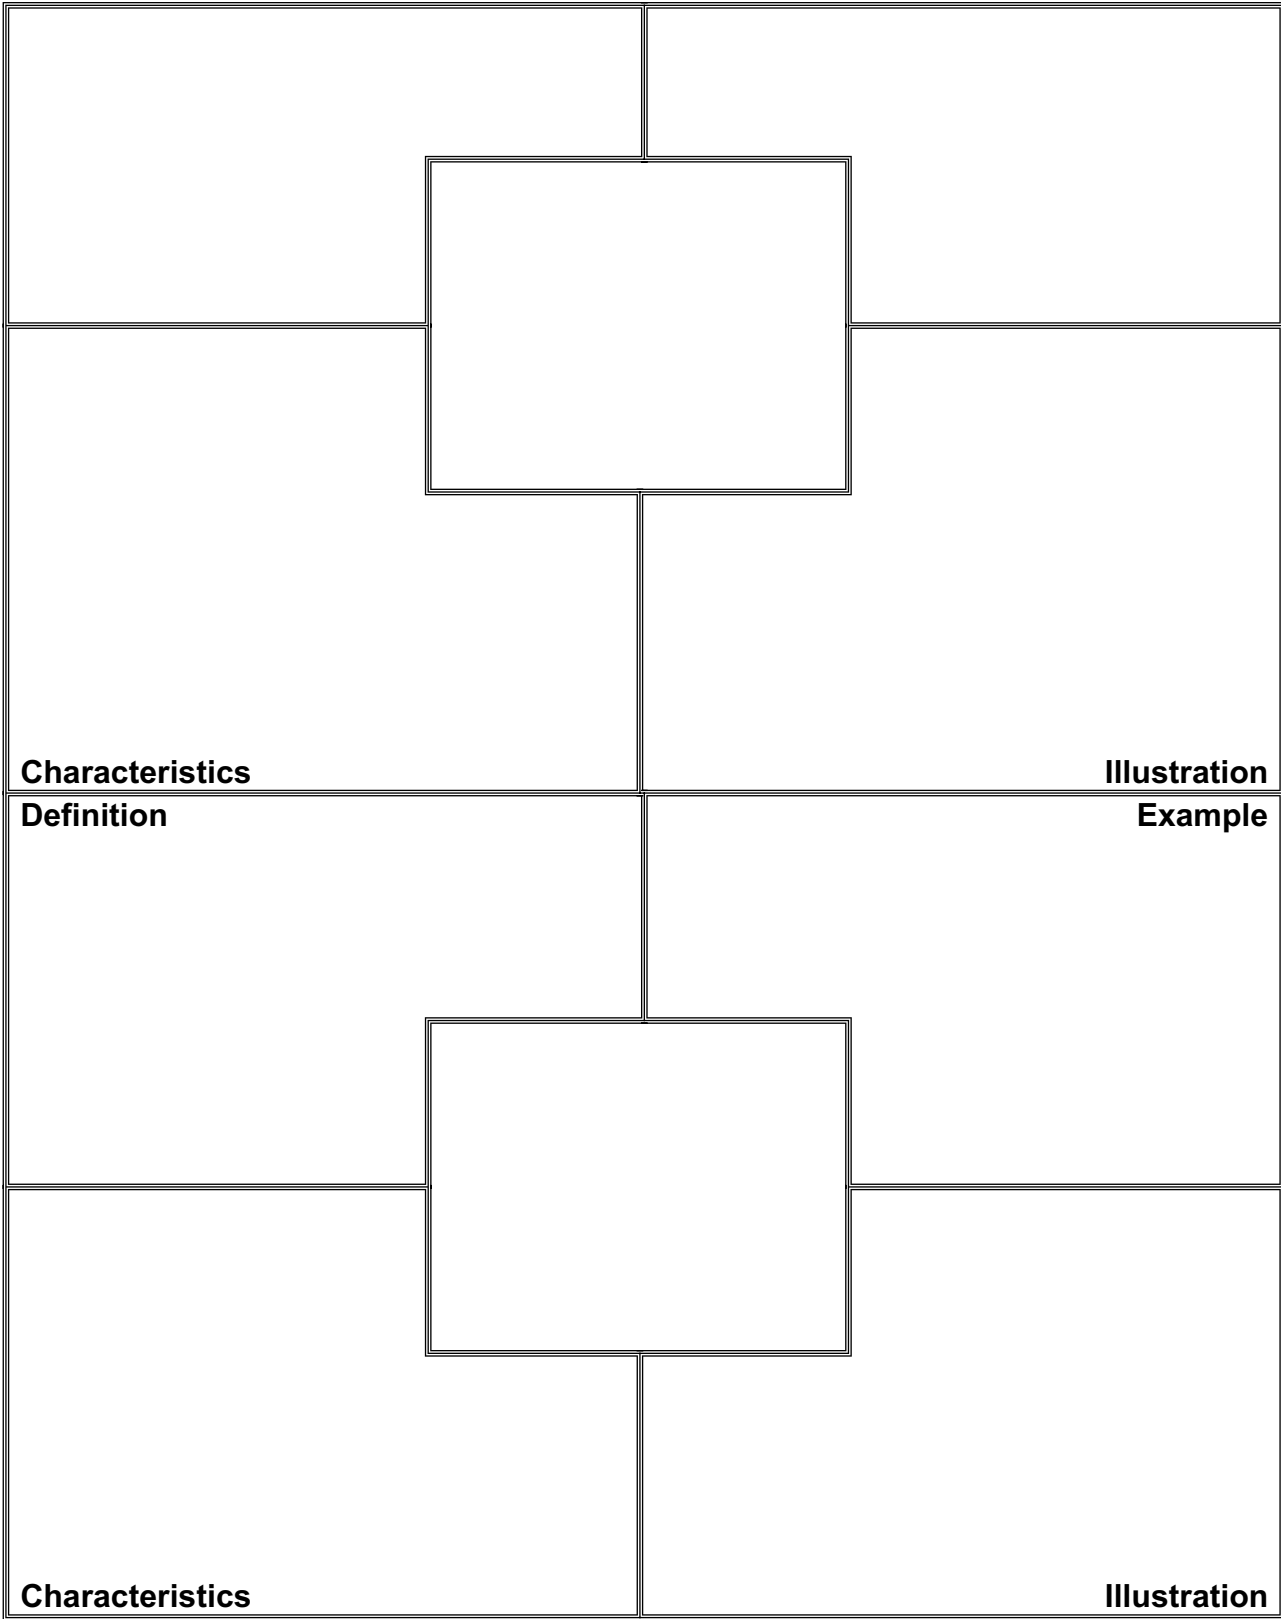 Characteristics
Illustration
Definition
Example
Characteristics
Illustration